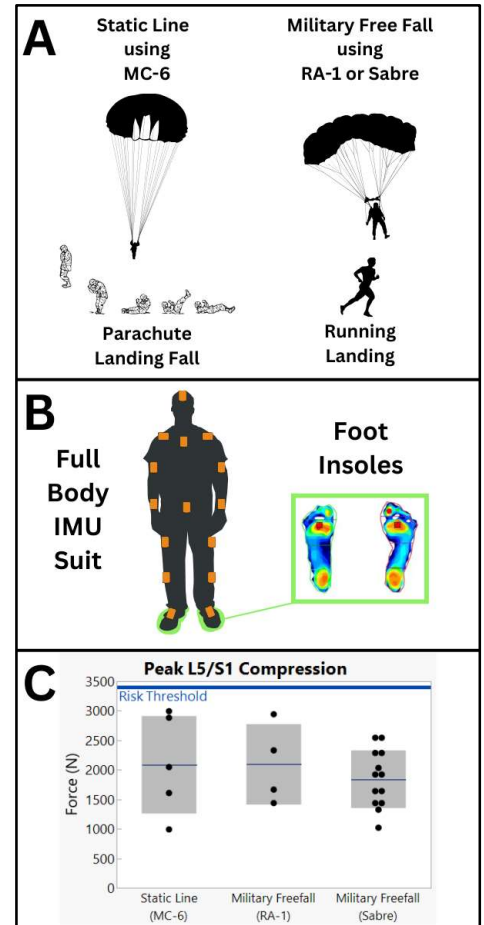 A
Static Line
using
MC-6
Military Free Fall
using
RA-1 or Sabre
Parachute
Landing Fall
Running
Landing
B
Full
Body
IMU
Suit
Foot
Insoles
C
Peak L5/S1 Compression
Risk Threshold
Force (N)
3500
3000
2500
2000
1500
1000
500
0
Static Line
(MC-6)
Military Freefall
(RA-1)
Military Freefall
(Sabre)